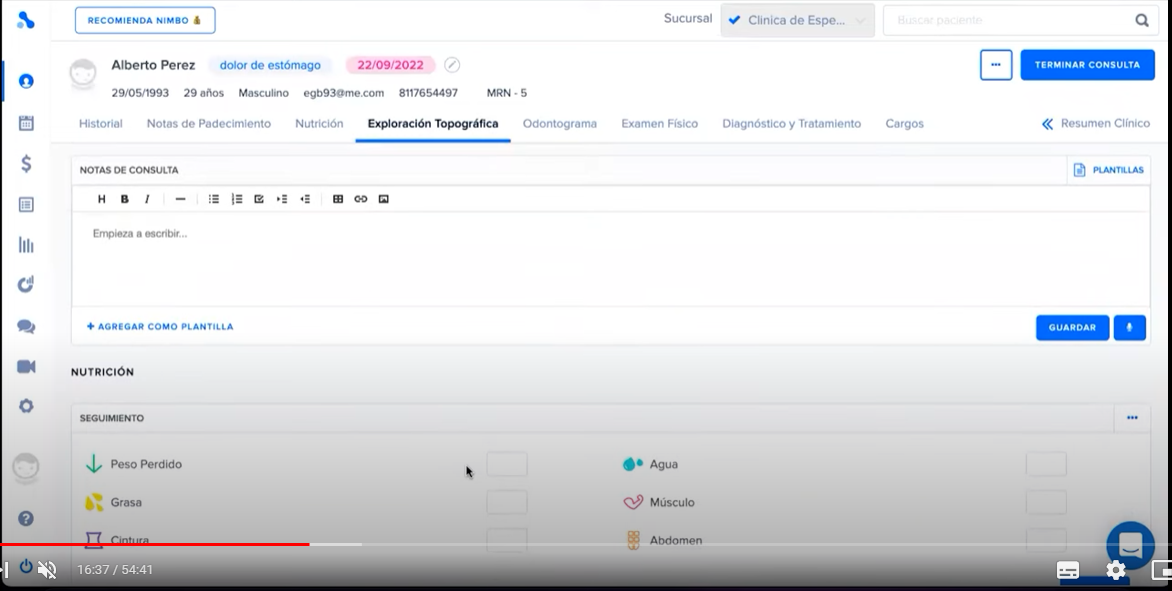 RECOMIENDA NIMBO
Sucursal
Clinica de Espe...
Buscar paciente
Alberto Perez
dolor de estómago
22/09/2022
TERMINAR CONSULTA
29/05/1993 29 años Masculino egb93@me.com 8117654497 MRN - 5
Historial Notas de Padecimiento Nutrición Exploración Topográfica Odontograma Examen Físico Diagnóstico y Tratamiento Cargos Resumen Clínico
NOTAS DE CONSULTA
PLANTILLAS
H B I
Empieza a escribir...
+ AGREGAR COMO PLANTILLA
GUARDAR
NUTRICIÓN
SEGUIMIENTO
Peso Perdido
Agua
Grasa
Músculo
Cintura
Abdomen
16:37 / 54:41